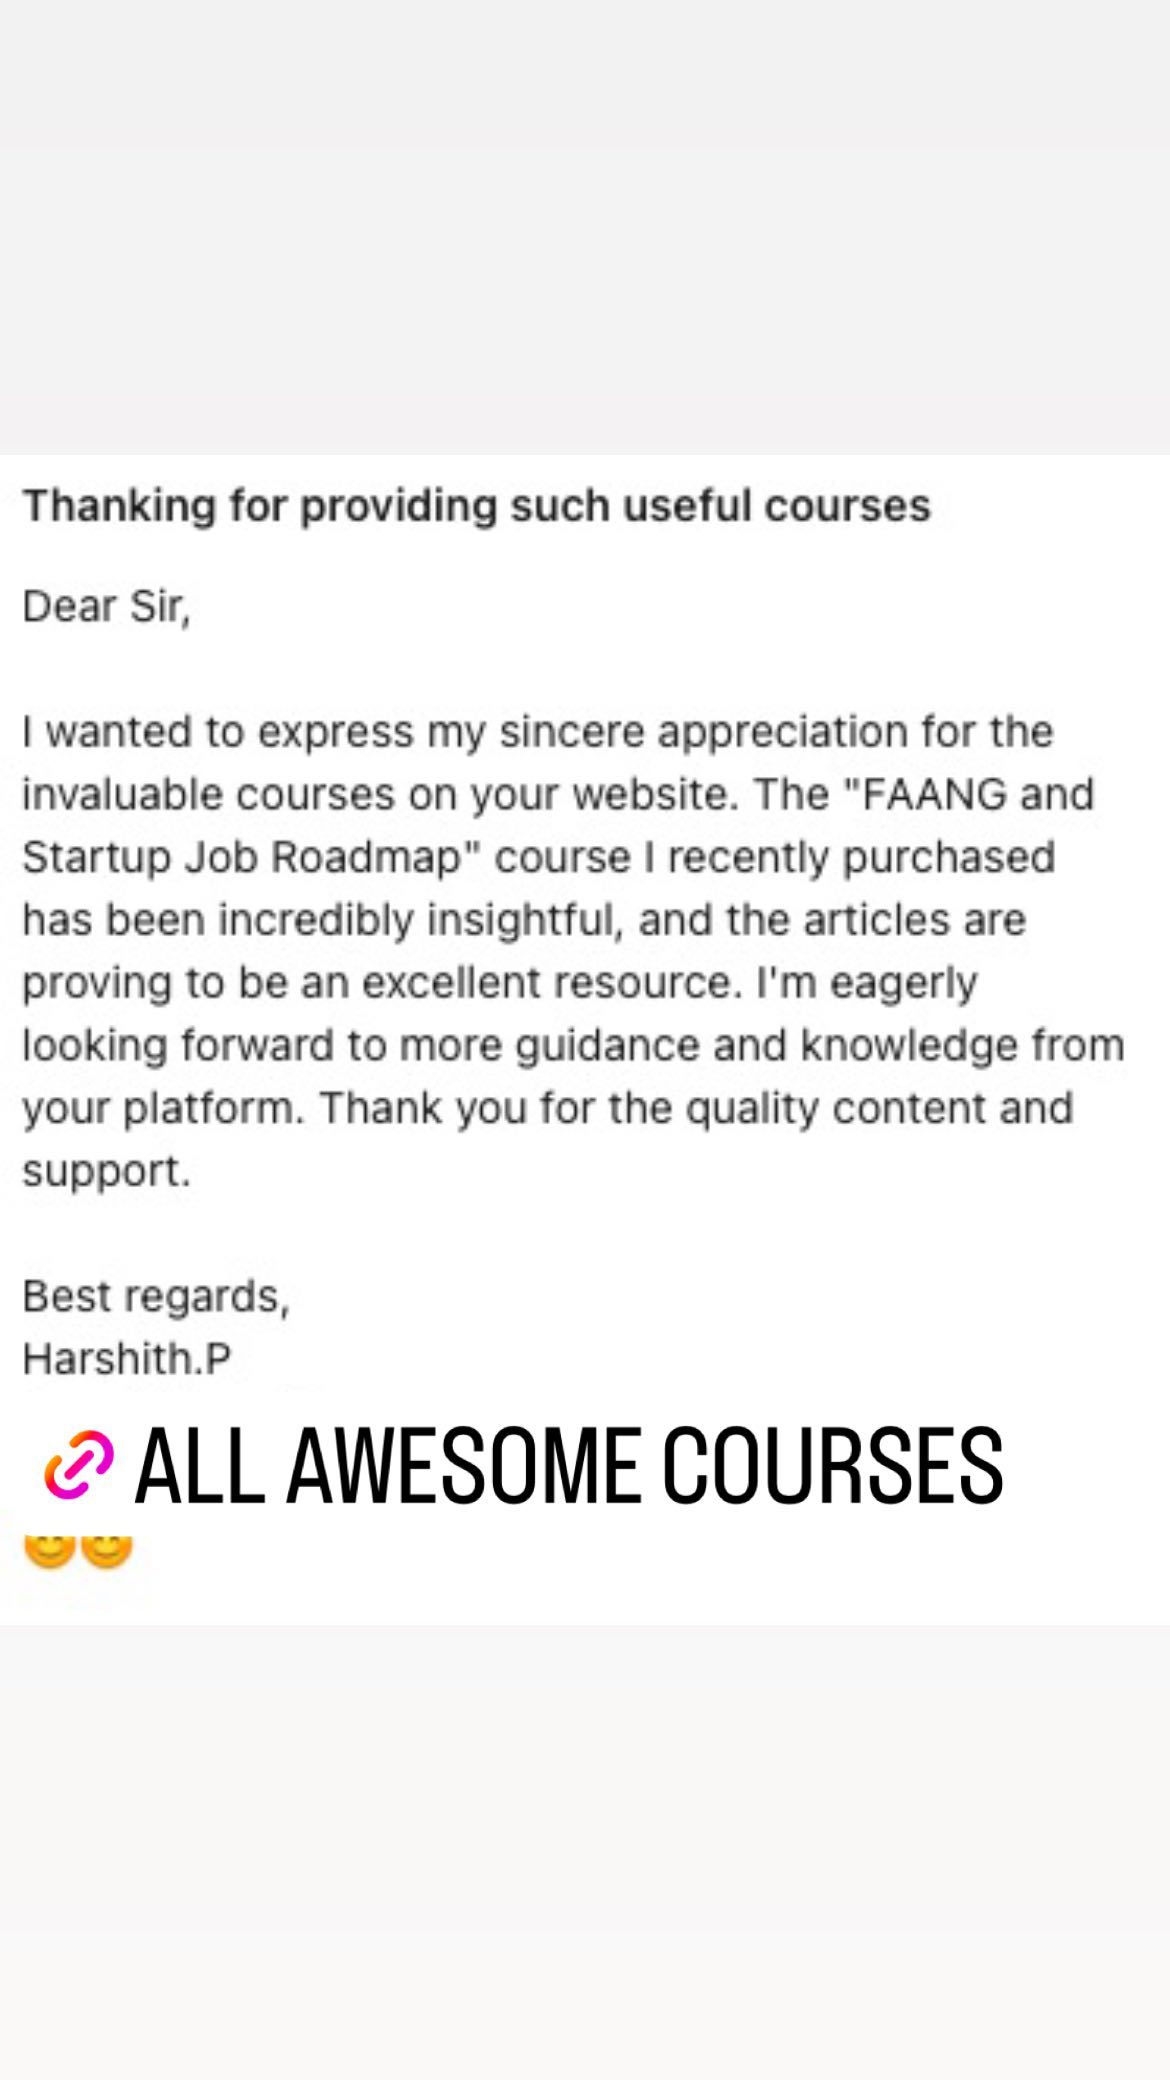 Thanking for providing such useful courses
Dear Sir,
I wanted to express my sincere appreciation for the
invaluable courses on your website. The "FAANG and
Startup Job Roadmap" course I recently purchased
has been incredibly insightful, and the articles are
proving to be an excellent resource. I'm eagerly
looking forward to more guidance and knowledge from
your platform. Thank you for the quality content and
support.
Best regards,
Harshith.P
ALL AWESOME COURSES
😊😊